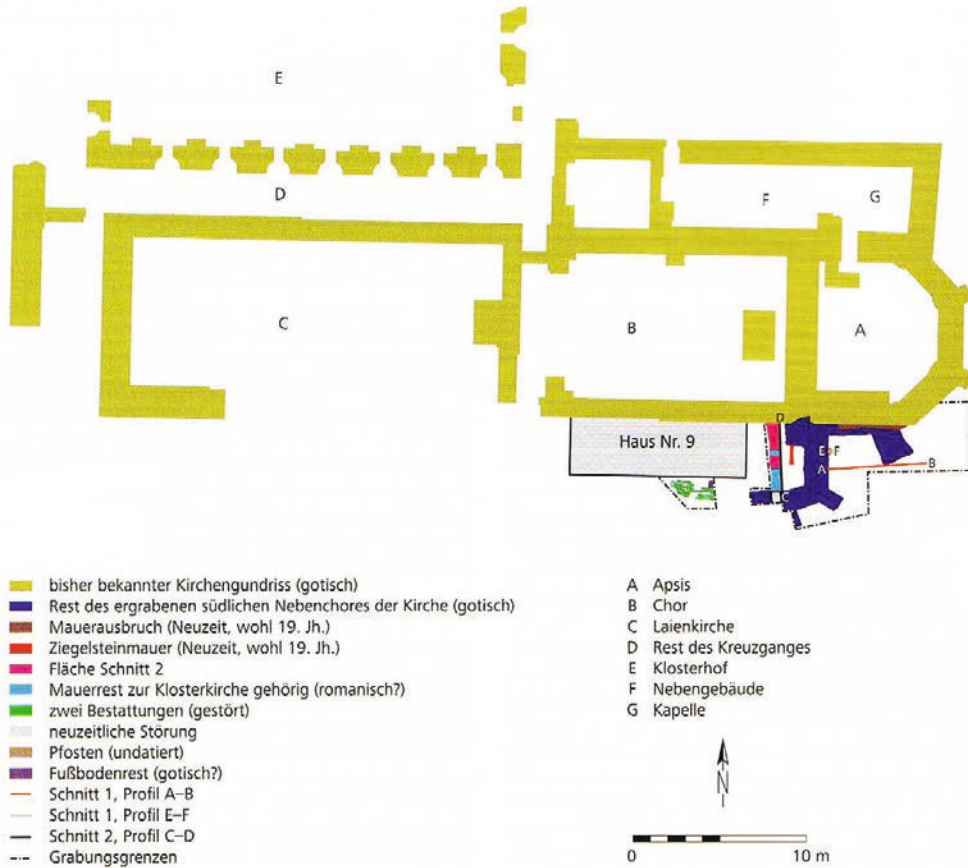 E
D
F
G
C
B
A
D
Haus Nr. 9
E
F
A
B
C
bisher bekannter Kirchengundriss (gotisch)
Rest des ergrabenen südlichen Nebenchores der Kirche (gotisch)
Mauerausbruch (Neuzeit, wohl 19. Jh.)
Ziegelsteinmauer (Neuzeit, wohl 19. Jh.)
Fläche Schnitt 2
Mauerrest zur Klosterkirche gehörig (romanisch?)
zwei Bestattungen (gestört)
neuzeitliche Störung
Pfosten (undatiert)
Fußbodenrest (gotisch?)
Schnitt 1, Profil A–B
Schnitt 1, Profil E–F
Schnitt 2, Profil C–D
Grabungsgrenzen
A Apsis
B Chor
C Laienkirche
D Rest des Kreuzganges
E Klosterhof
F Nebengebäude
G Kapelle
N
0 10 m